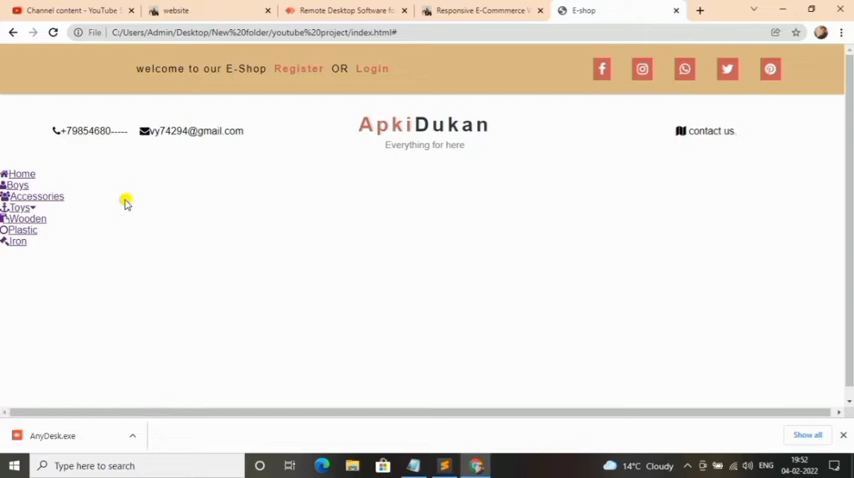 Channel content - YouTube S
website
Remote Desktop Software fo
Responsive E-Commmerce W
E-shop
File
C:/Users/Admin/Desktop/New%20folder/youtube%20project/index.html#
welcome to our E-Shop Register OR Login
+79854680-----
vy74294@gmail.com
ApkiDukan
Everything for here
contact us.
Home
Boys
Accessories
Toys
Wooden
Plastic
Iron
AnyDesk.exe
Show all
Type here to search
14°C Cloudy
ENG
19:52
04-02-2022